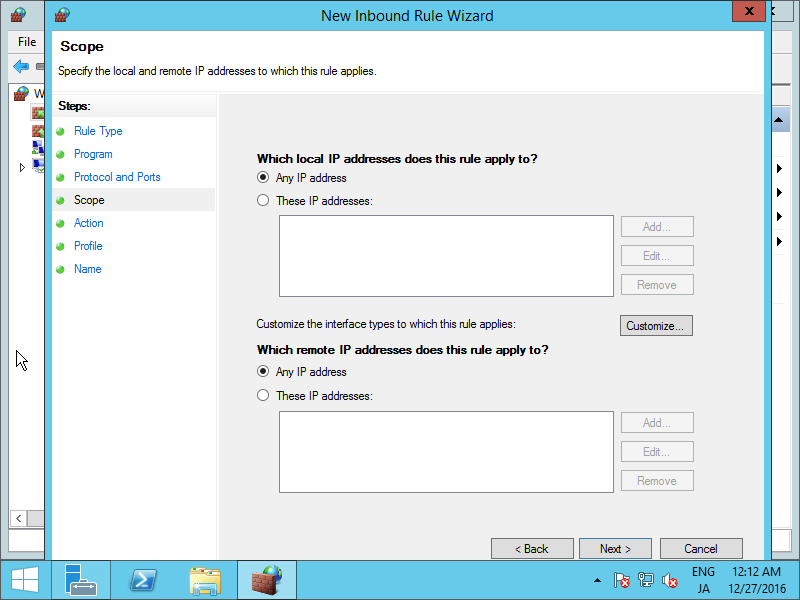 New Inbound Rule Wizard
File
Scope
Specify the local and remote IP addresses to which this rule applies.
W
Steps:
Rule Type
Program
Protocol and Ports
Scope
Action
Profile
Name
Which local IP addresses does this rule apply to?
Any IP address
These IP addresses:
Add...
Edit...
Remove
Customize the interface types to which this rule applies:
Customize...
Which remote IP addresses does this rule apply to?
Any IP address
These IP addresses:
Add...
Edit...
Remove
< Back
Next >
Cancel
ENG
JA
12:12 AM
12/27/2016